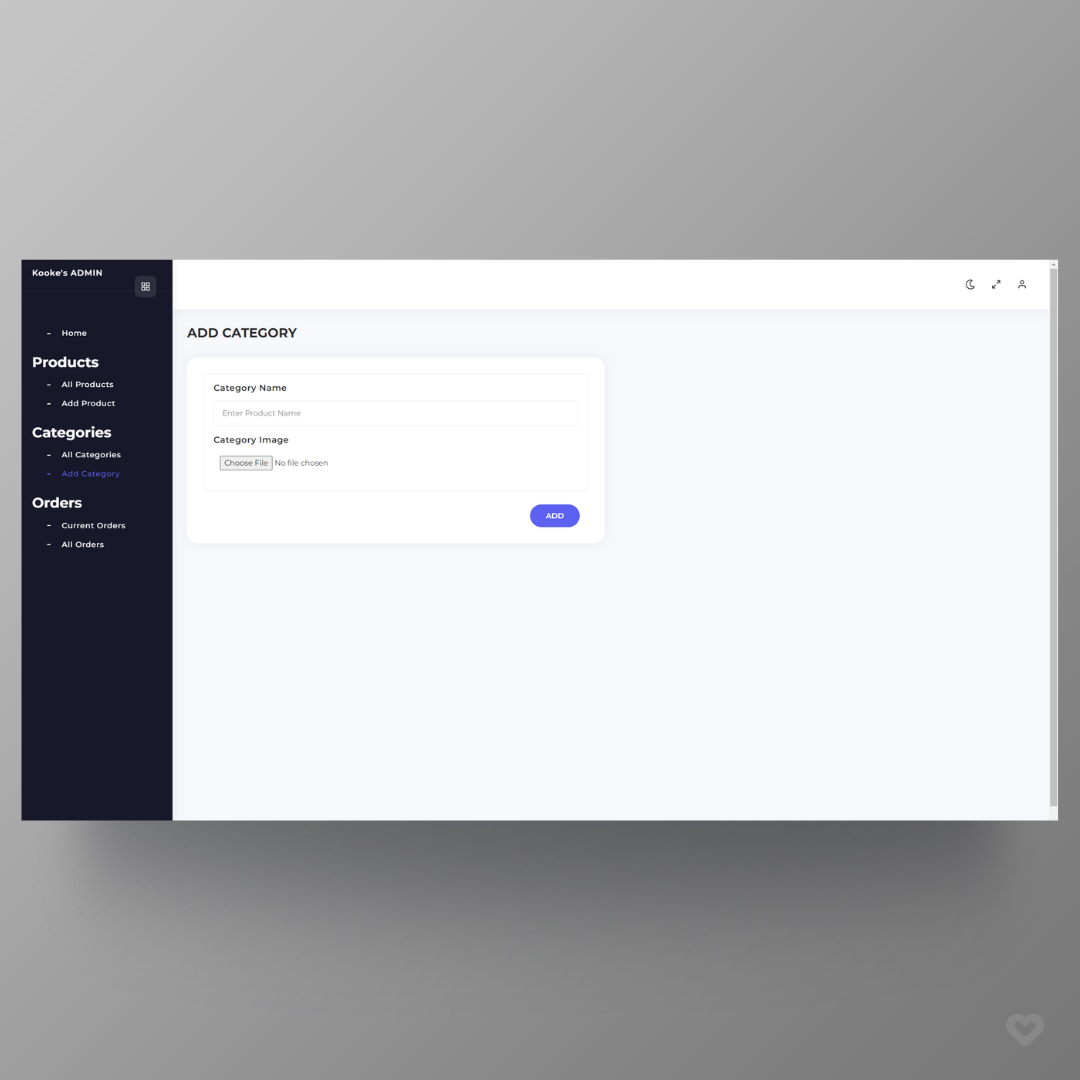 Kooke's ADMIN
- Home
Products
- All Products
- Add Product
Categories
- All Categories
- Add Category
Orders
- Current Orders
- All Orders
ADD CATEGORY
Category Name
Enter Product Name
Category Image
Choose File No file chosen
ADD